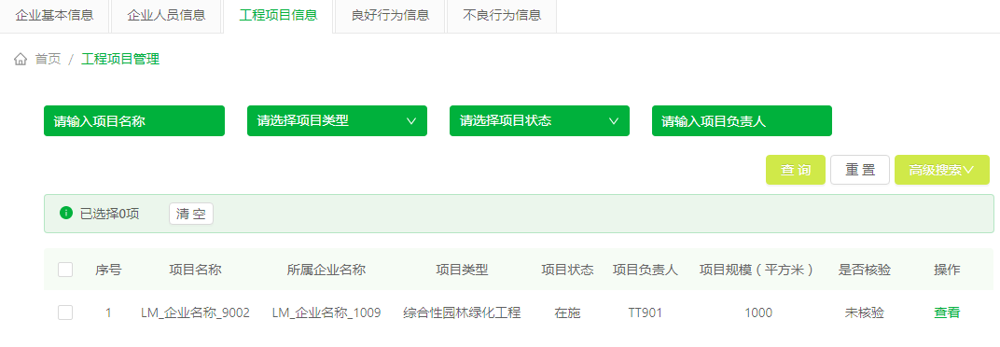 企业基本信息 企业人员信息 工程项目信息 良好行为信息 不良行为信息
首页 / 工程项目管理
请输入项目名称 请选择项目类型 请选择项目状态 请输入项目负责人
查 询 重 置 高级搜索
已选择0项 清 空
序号 项目名称 所属企业名称 项目类型 项目状态 项目负责人 项目规模（平方米） 是否核验 操作
1 LM_企业名称_9002 LM_企业名称_1009 综合性园林绿化工程 在施 TT901 1000 未核验 查看